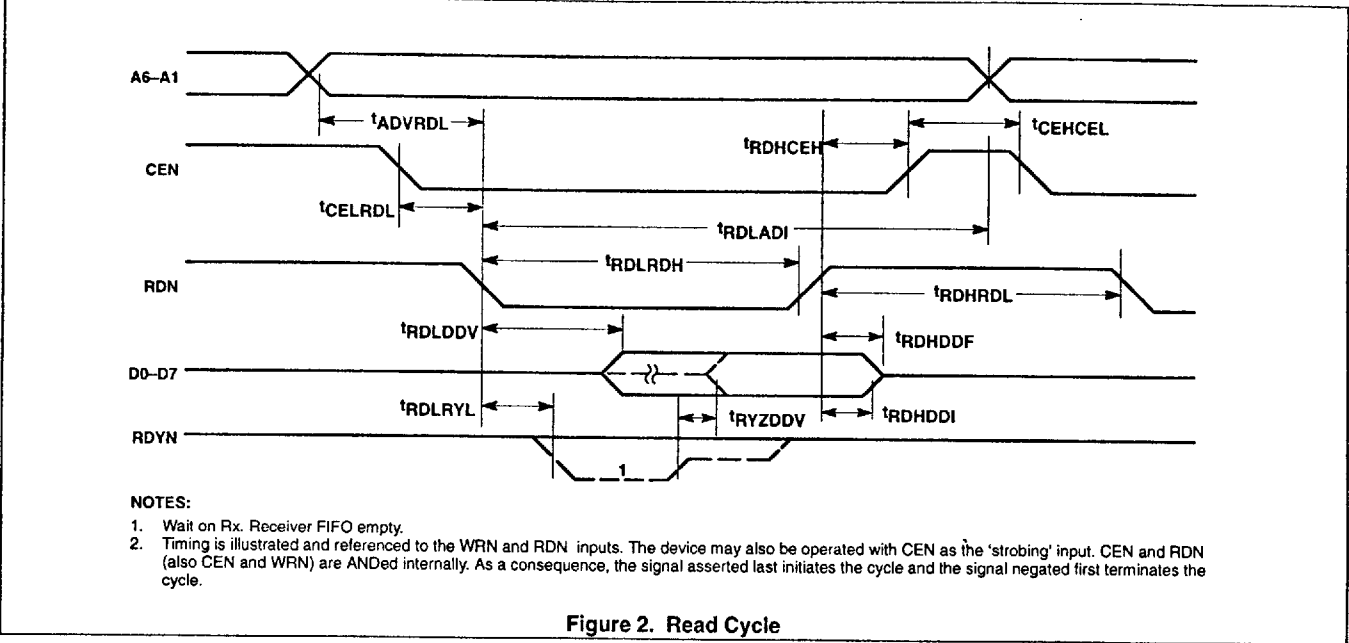 A6–A1
tADVRDL
tCEHCEL
tRDHCEH
CEN
tCELRDL
tRDLADI
tRDLRDH
RDN
tRDHRDL
tRDLDDV
tRDHDDF
D0–D7
tRDLRYL
tRYZDDV
tRDHDDI
RDYN
1
NOTES:
1. Wait on Rx. Receiver FIFO empty.
2. Timing is illustrated and referenced to the WRN and RDN inputs. The device may also be operated with CEN as the 'strobing' input. CEN and RDN
(also CEN and WRN) are ANDed internally. As a consequence, the signal asserted last initiates the cycle and the signal negated first terminates the
cycle.
Figure 2. Read Cycle